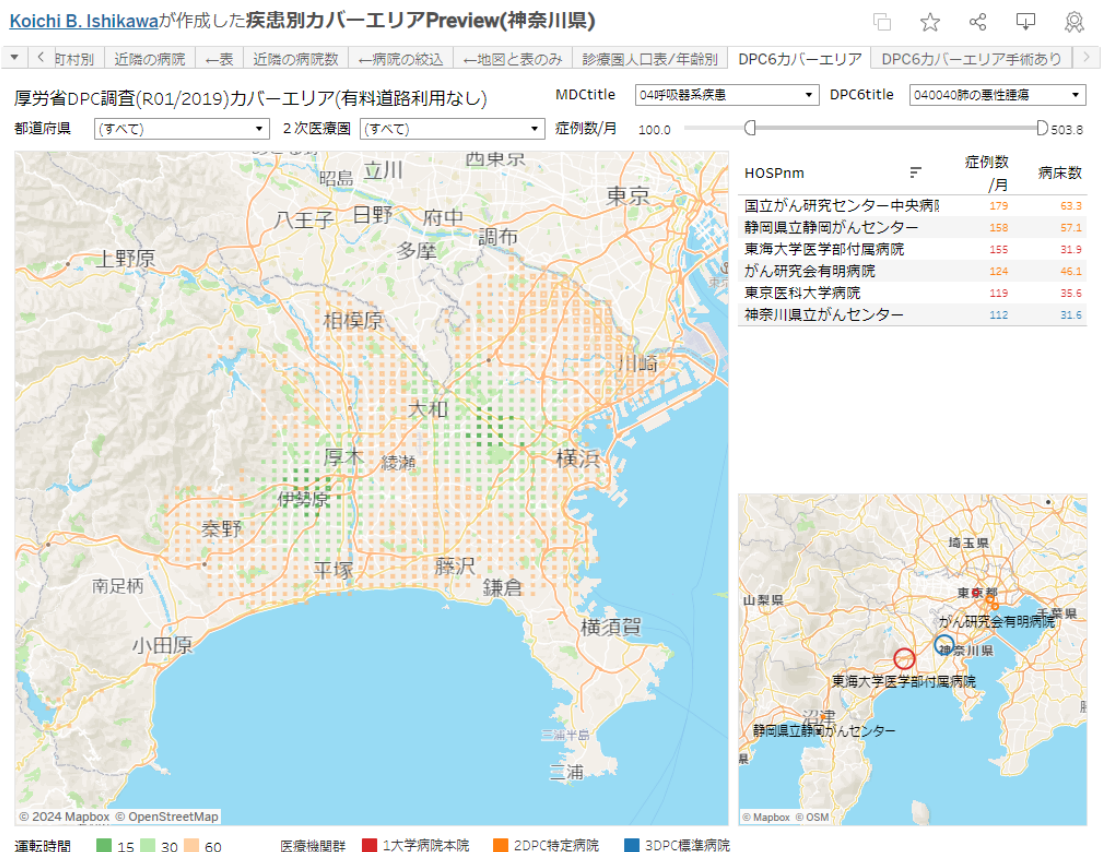 Koichi B. Ishikawaが作成した疾患別カバーエリアPreview(神奈川県)
町村別 近隣の病院 ←表 近隣の病院数 ←病院の絞込 ←地図と表のみ 診療圏人口表/年齢別 DPC6カバーエリア DPC6カバーエリア手術あり
厚労省DPC調査(R01/2019)カバーエリア(有料道路利用なし)
MDCtitle 04呼吸器系疾患 DPC6title 040040肺の悪性腫瘍
都道府県 (すべて) 2次医療圏 (すべて) 症例数/月 100.0 503.8
HOSPnm 症例数/月 病床数
国立がん研究センター中央病 179 63.3
静岡県立静岡がんセンター 158 57.1
東海大学医学部付属病院 155 31.9
がん研究会有明病院 124 46.1
東京医科大学病院 119 35.6
神奈川県立がんセンター 112 31.6
西東京
昭島 立川
東京
八王子 日野 府中
多摩 調布
上野原
相模原
川崎
大和
厚木 綾瀬 横浜
伊勢原
秦野
平塚 藤沢
南足柄 鎌倉
小田原 横須賀
三浦半島
三浦
© 2024 Mapbox © OpenStreetMap
埼玉県
山梨県 東京都
千葉県
がん研究会有明病院
神奈川県
東海大学医学部付属病院
沼津
静岡県立静岡がんセンター
県
© Mapbox © OSM
運転時間 15 30 60 医療機関群 1大学病院本院 2DPC特定病院 3DPC標準病院